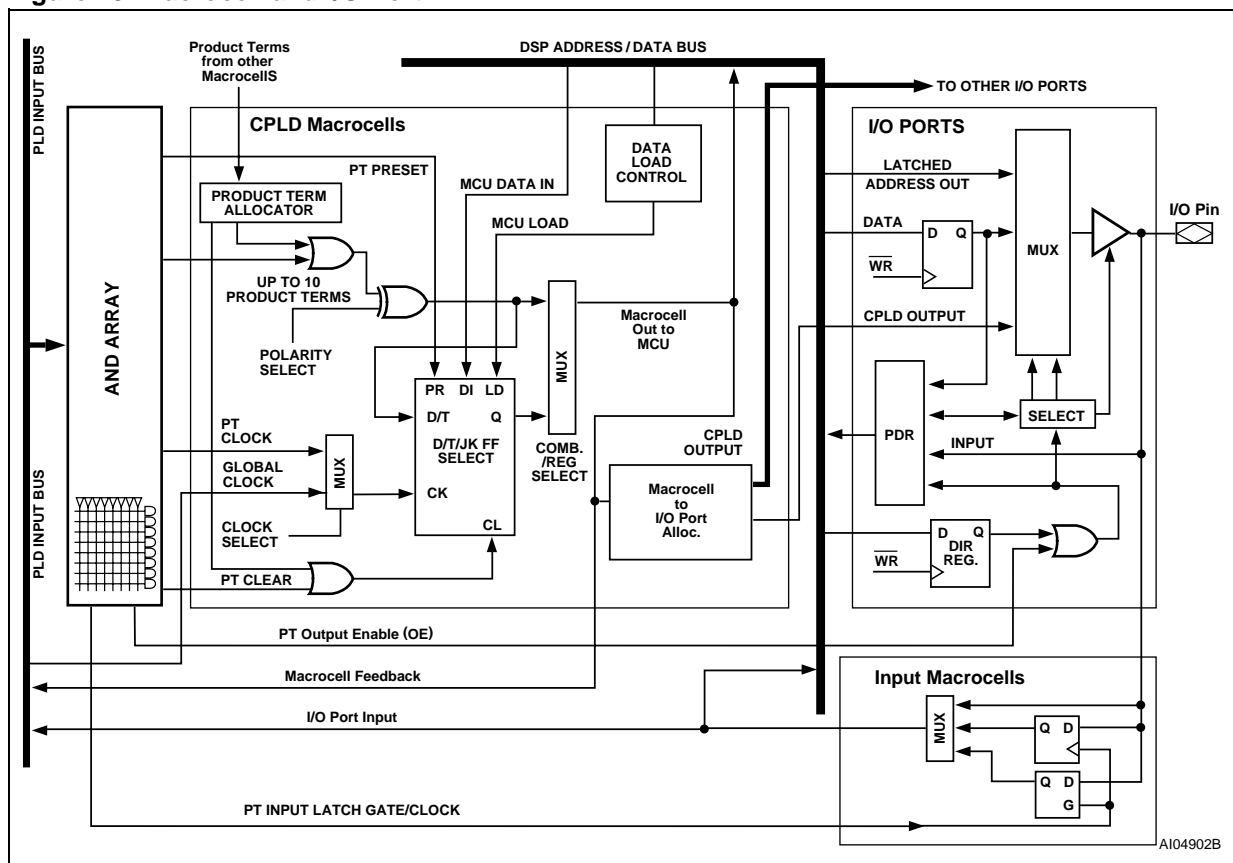 PLD INPUT BUS
PLD INPUT BUS
AND ARRAY
Product Terms
from other
MacrocellS
DSP ADDRESS / DATA BUS
TO OTHER I/O PORTS
CPLD Macrocells
PT PRESET
PRODUCT TERM
ALLOCATOR
MCU DATA IN
MCU LOAD
DATA
LOAD
CONTROL
UP TO 10
PRODUCT TERMS
POLARITY
SELECT
PR DI LD
D/T Q
D/T/JK FF
SELECT
CK
CL
MUX
COMB.
/REG
SELECT
Macrocell
Out to
MCU
PT
CLOCK
GLOBAL
CLOCK
CLOCK
SELECT
MUX
PT CLEAR
CPLD
OUTPUT
Macrocell
to
I/O Port
Alloc.
I/O PORTS
LATCHED
ADDRESS OUT
DATA
D Q
WR
MUX
I/O Pin
CPLD OUTPUT
PDR
SELECT
INPUT
D Q
DIR
REG.
WR
PT Output Enable (OE)
Macrocell Feedback
I/O Port Input
PT INPUT LATCH GATE/CLOCK
Input Macrocells
MUX
Q D
Q D
G
AI04902B